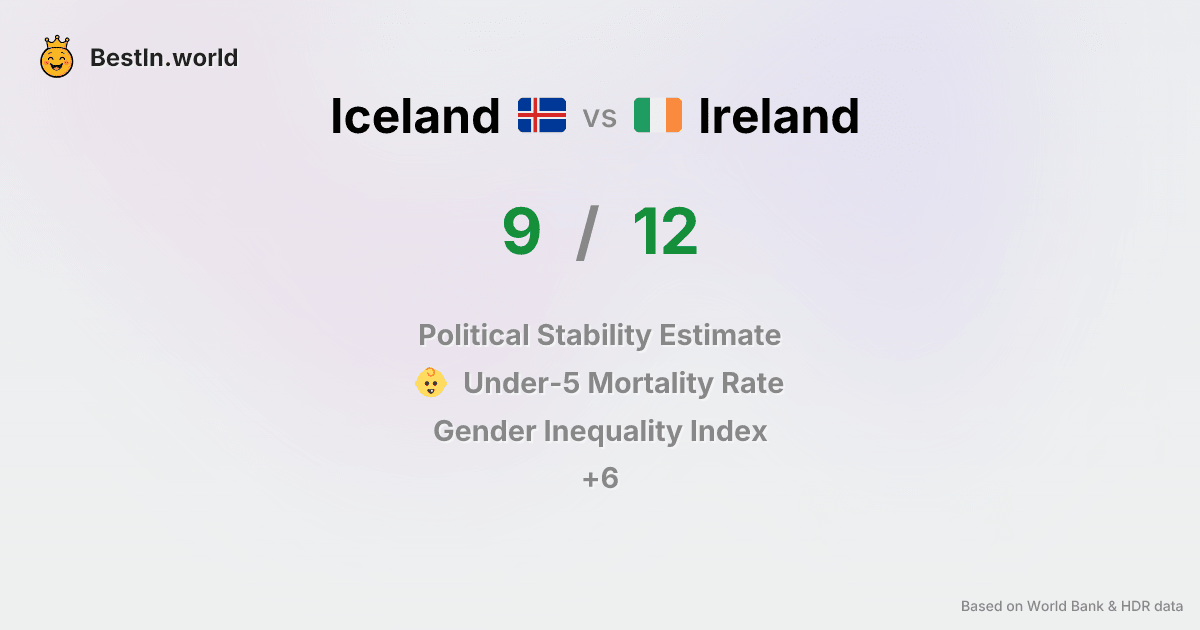 BestIn.world
Iceland vs Ireland
9 / 12
Political Stability Estimate
Under-5 Mortality Rate
Gender Inequality Index
+6
Based on World Bank & HDR data